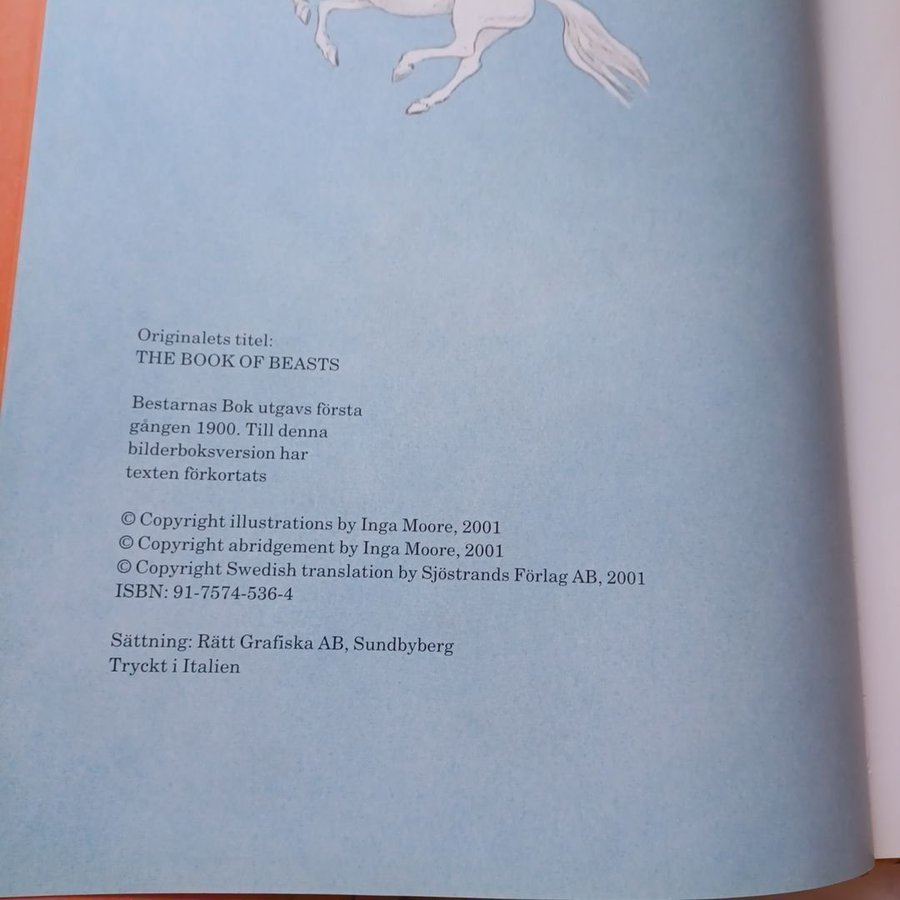 Originalets titel:
THE BOOK OF BEASTS
Bestarnas Bok utgavs första
gången 1900. Till denna
bilderboksversion har
texten förkortats
© Copyright illustrations by Inga Moore, 2001
© Copyright abridgement by Inga Moore, 2001
© Copyright Swedish translation by Sjöstrands Förlag AB, 2001
ISBN: 91-7574-536-4
Sättning: Rätt Grafiska AB, Sundbyberg
Tryckt i Italien